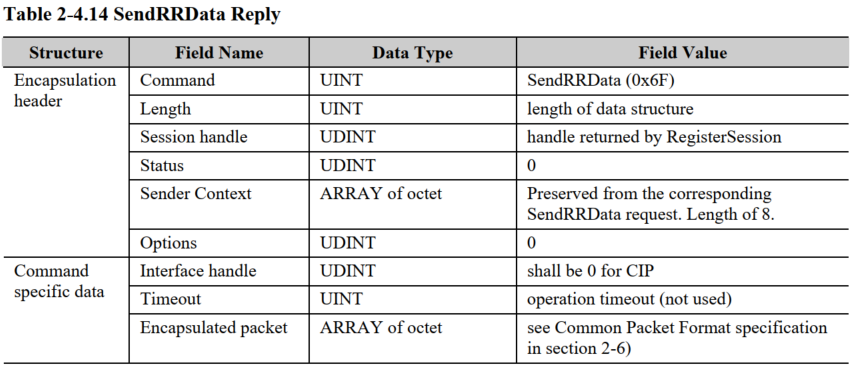 Table 2-4.14 SendRRData Reply
Structure Field Name Data Type Field Value
Encapsulation header Command UINT SendRRData (0x6F)
Length UINT length of data structure
Session handle UDINT handle returned by RegisterSession
Status UDINT 0
Sender Context ARRAY of octet Preserved from the corresponding
SendRRData request. Length of 8.
Options UDINT 0
Command specific data Interface handle UDINT shall be 0 for CIP
Timeout UINT operation timeout (not used)
Encapsulated packet ARRAY of octet see Common Packet Format specification
in section 2-6)